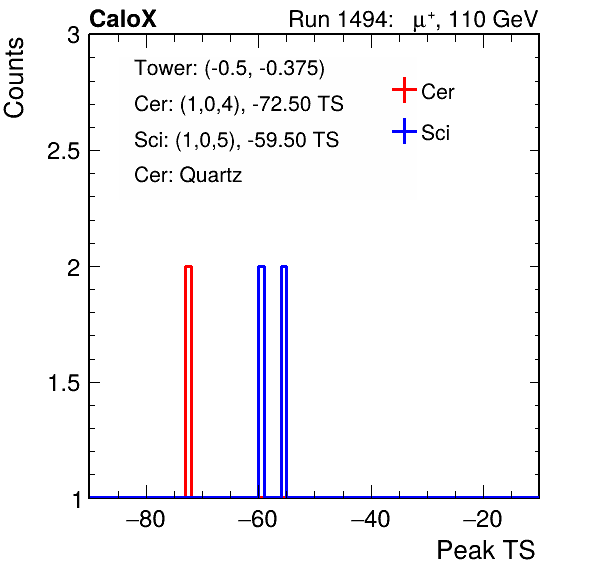 CaloX Run 1494: μ⁺, 110 GeV
Counts
3
2.5
2
1.5
1
Tower: (-0.5, -0.375)
Cer: (1,0,4), -72.50 TS
Sci: (1,0,5), -59.50 TS
Cer: Quartz
Cer
Sci
−80 −60 −40 −20
Peak TS